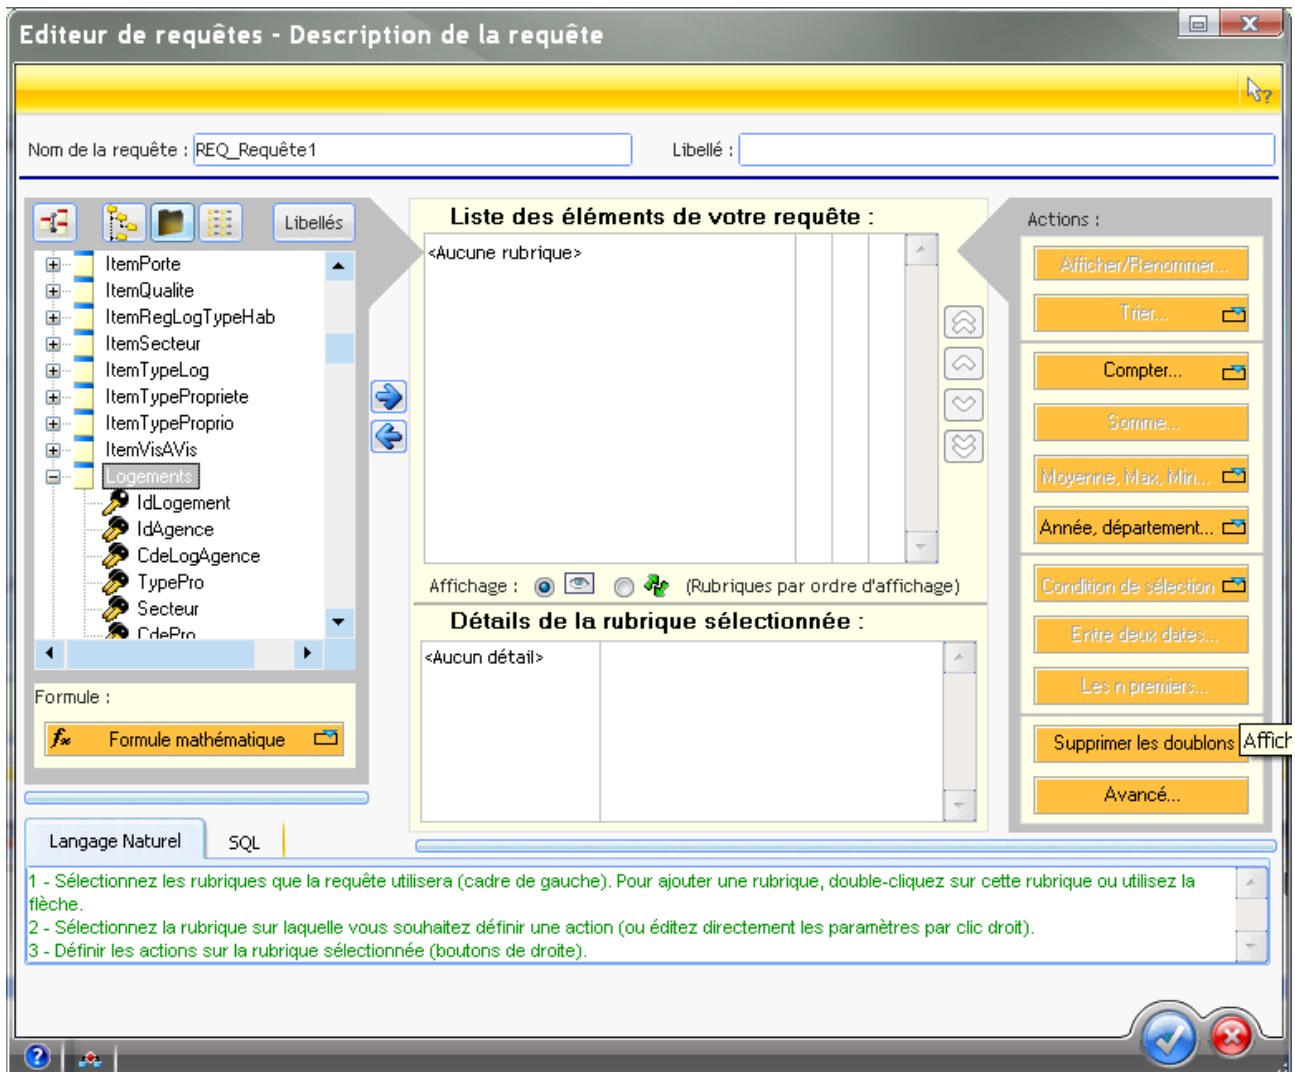 Editeur de requêtes - Description de la requête
Nom de la requête : REQ_Requête1
Libellé :
Libellés
ItemPorte
ItemQualite
ItemRegLogTypeHab
ItemSecteur
ItemTypeLog
ItemTypePropriete
ItemTypeProprio
ItemVisAVis
Logements
IdLogement
IdAgence
CdeLogAgence
TypePro
Secteur
CdePro
Formule :
fx Formule mathématique
Liste des éléments de votre requête :
<Aucune rubrique>
Affichage : (Rubriques par ordre d'affichage)
Détails de la rubrique sélectionnée :
<Aucun détail>
Actions :
Afficher/Renommer...
Trier...
Compter...
Somme...
Moyenne, Max, Min...
Année, département...
Condition de sélection
Entre deux dates...
Les n premiers...
Supprimer les doublons
Affich
Avancé...
Langage Naturel
SQL
1 - Sélectionnez les rubriques que la requête utilisera (cadre de gauche). Pour ajouter une rubrique, double-cliquez sur cette rubrique ou utilisez la
flèche.
2 - Sélectionnez la rubrique sur laquelle vous souhaitez définir une action (ou éditez directement les paramètres par clic droit).
3 - Définir les actions sur la rubrique sélectionnée (boutons de droite).